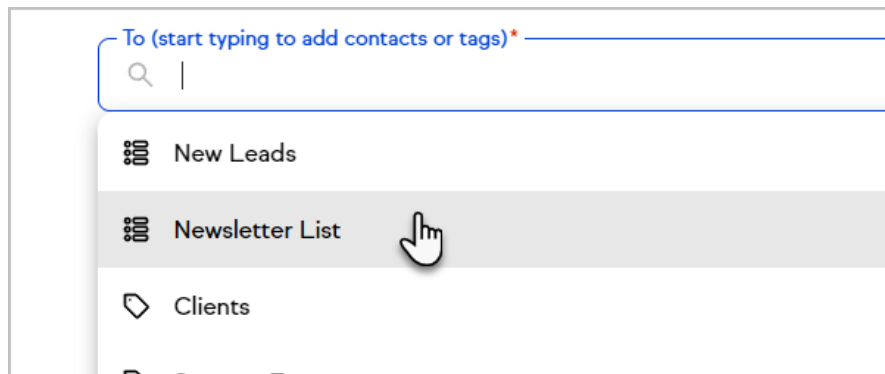 To (start typing to add contacts or tags)*
New Leads
Newsletter List
Clients